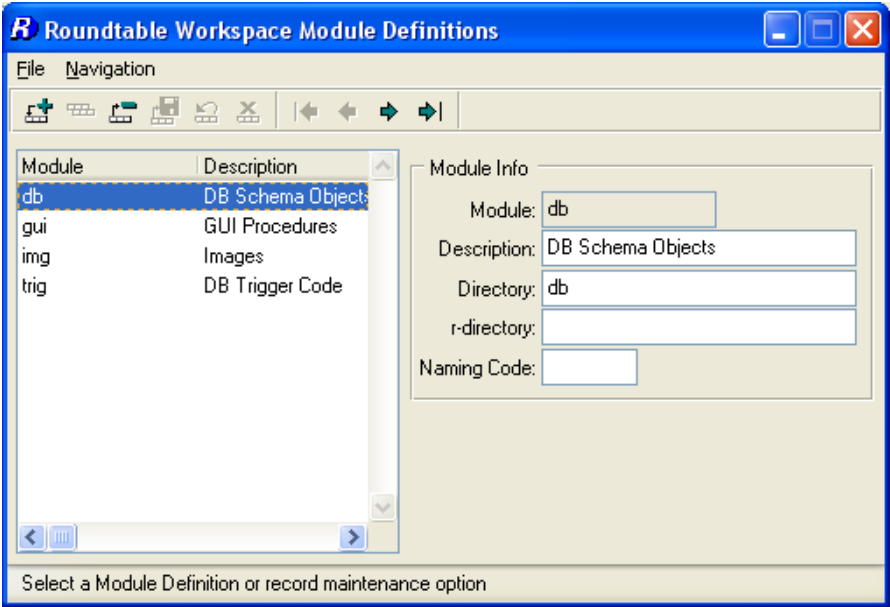 R Roundtable Workspace Module Definitions
File Navigation
Module Description
db DB Schema Objects
gui GUI Procedures
img Images
trig DB Trigger Code
Module Info
Module: db
Description: DB Schema Objects
Directory: db
r-directory:
Naming Code:
Select a Module Definition or record maintenance option